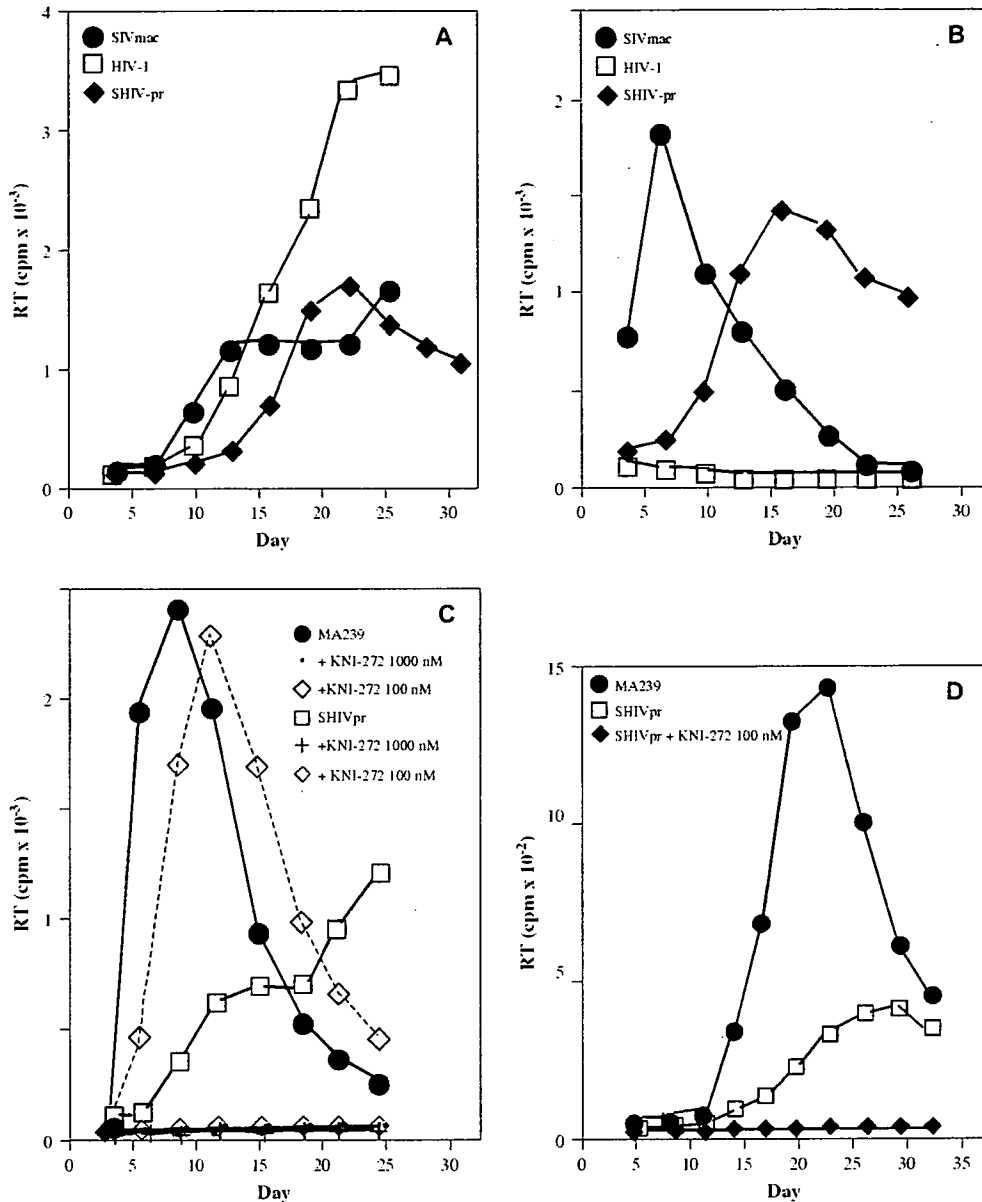 A
SIVmac
HIV-1
SHIV-pr
4
3
2
1
0
RT (cpm x 10-3)
0 5 10 15 20 25 30
Day
B
SIVmac
HIV-1
SHIV-pr
3
2
1
0
RT (cpm x 10-3)
0 5 10 15 20 25 30
Day
C
MA239
+ KNI-272 1000 nM
+KNI-272 100 nM
SHIVpr
+KNI-272 1000 nM
+ KNI-272 100 nM
2
1
0
RT (cpm x 10-3)
0 5 10 15 20 25 30
Day
D
MA239
SHIVpr
SHIVpr + KNI-272 100 nM
15
10
5
0
RT (cpm x 10-2)
0 5 10 15 20 25 30 35
Day